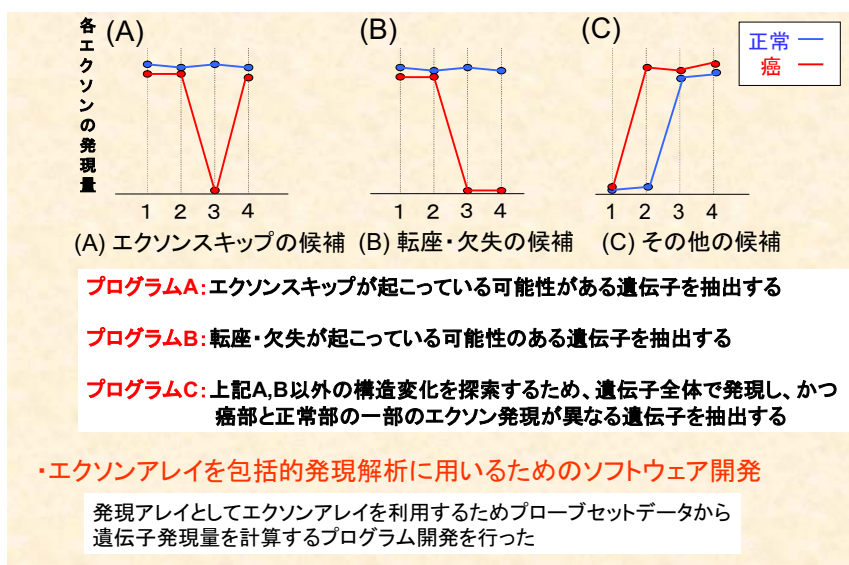 各エクソンの発現量
(A)
(B)
(C)
正常
癌
1 2 3 4
1 2 3 4
1 2 3 4
(A) エクソンスキップの候補
(B) 転座・欠失の候補
(C) その他の候補
プログラムA:エクソンスキップが起こっている可能性がある遺伝子を抽出する
プログラムB:転座・欠失が起こっている可能性のある遺伝子を抽出する
プログラムC:上記A,B以外の構造変化を探索するため、遺伝子全体で発現し、かつ
癌部と正常部の一部のエクソン発現が異なる遺伝子を抽出する
・エクソンアレイを包括的発現解析に用いるためのソフトウェア開発
発現アレイとしてエクソンアレイを利用するためプローブセットデータから
遺伝子発現量を計算するプログラム開発を行った